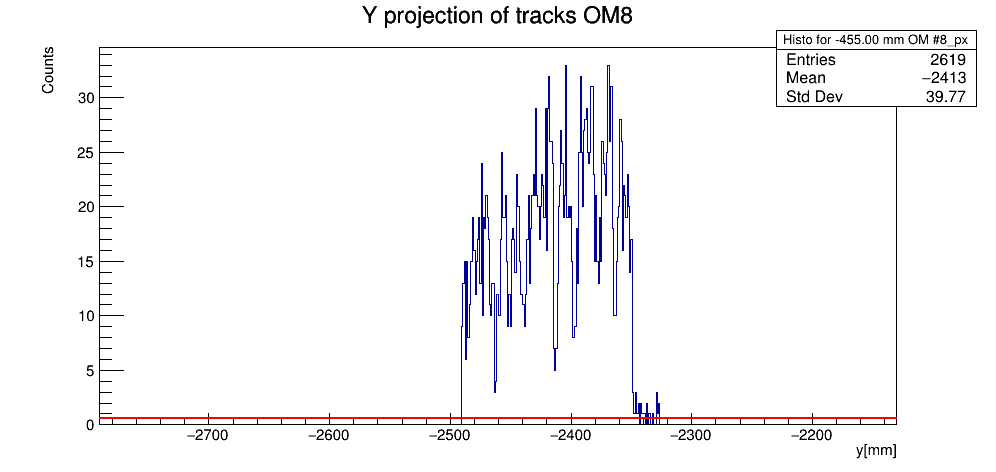 Y projection of tracks OM8
Histo for -455.00 mm OM #8_px
Entries 2619
Mean −2413
Std Dev 39.77
Counts
30
25
20
15
10
5
0
−2700 −2600 −2500 −2400 −2300 −2200
y[mm]